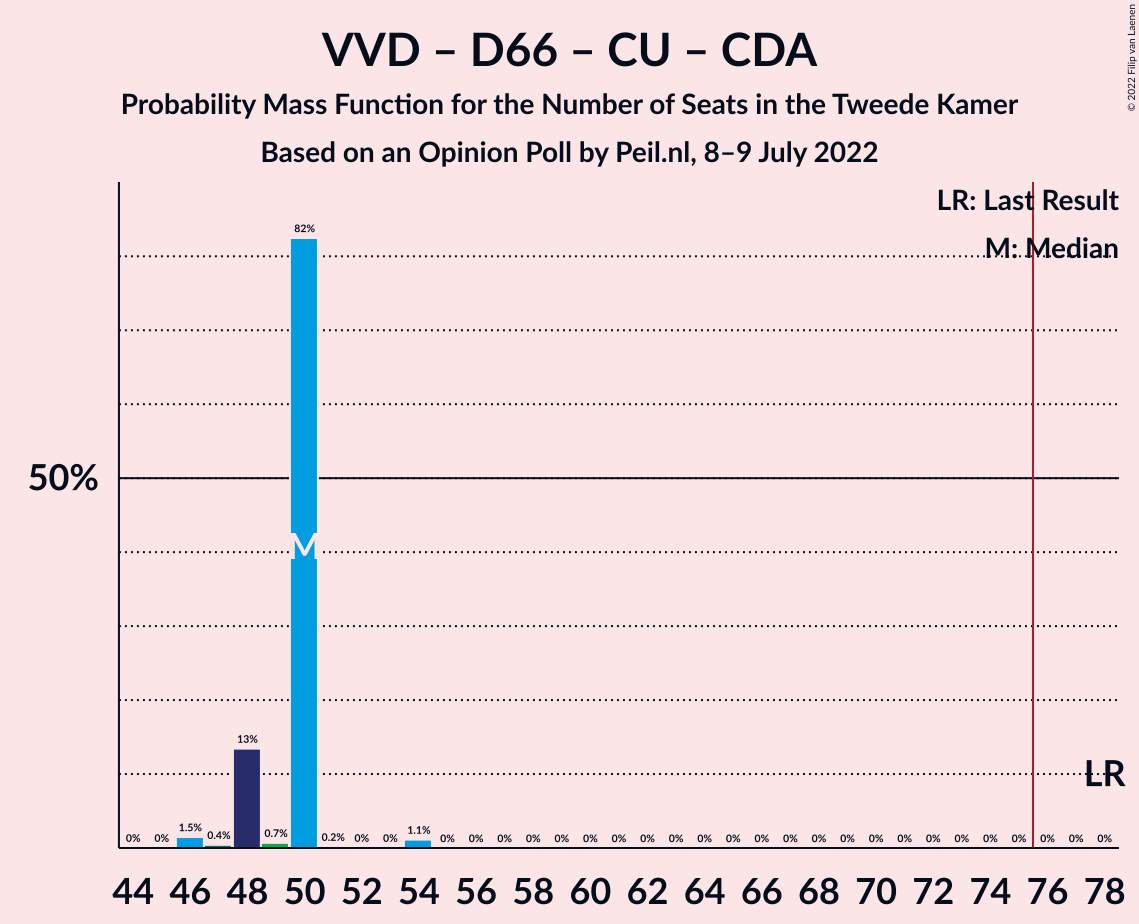 VVD – D66 – CU – CDA
Probability Mass Function for the Number of Seats in the Tweede Kamer
Based on an Opinion Poll by Peil.nl, 8–9 July 2022
© 2022 Filip van Laenen
LR: Last Result
M: Median
50%
82%
M
13%
LR
0% 0% 1.5% 0.4% 0.7% 0.2% 0% 0% 1.1% 0% 0% 0% 0% 0% 0% 0% 0% 0% 0% 0% 0% 0% 0% 0% 0% 0% 0% 0% 0% 0% 0% 0% 0%
44 46 48 50 52 54 56 58 60 62 64 66 68 70 72 74 76 78